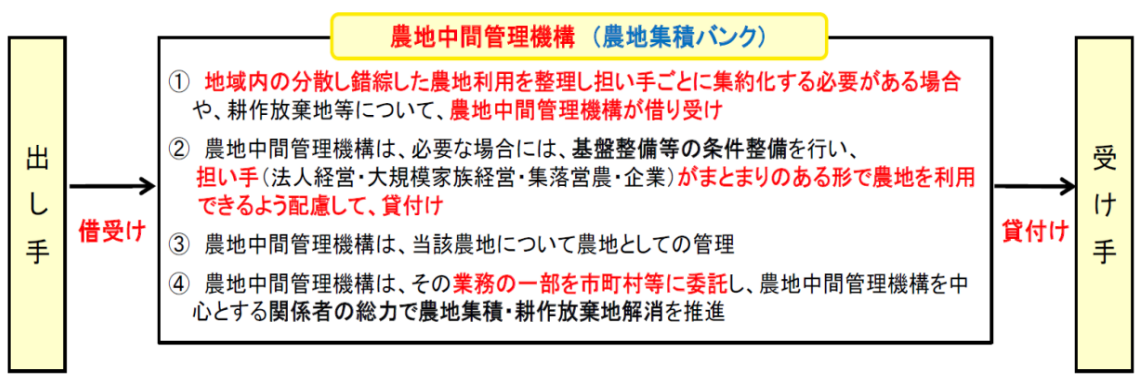 農地中間管理機構 (農地集積バンク)
出し手
借受け
① 地域内の分散し錯綜した農地利用を整理し担い手ごとに集約化する必要がある場合
や、耕作放棄地等について、農地中間管理機構が借り受け
② 農地中間管理機構は、必要な場合には、基盤整備等の条件整備を行い、
担い手(法人経営・大規模家族経営・集落営農・企業)がまとまりのある形で農地を利用
できるよう配慮して、貸付け
③ 農地中間管理機構は、当該農地について農地としての管理
④ 農地中間管理機構は、その業務の一部を市町村等に委託し、農地中間管理機構を中
心とする関係者の総力で農地集積・耕作放棄地解消を推進
貸付け
受け手